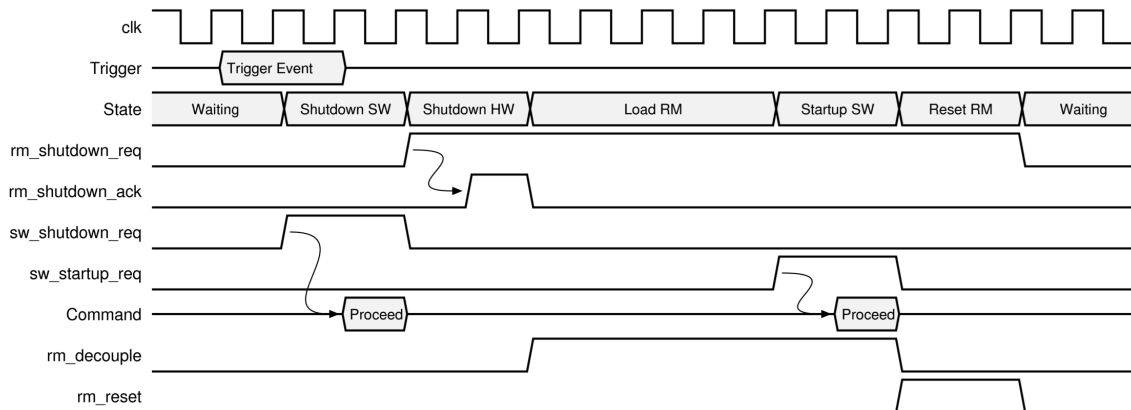 clk
Trigger Trigger Event
State Waiting Shutdown SW Shutdown HW Load RM Startup SW Reset RM Waiting
rm_shutdown_req
rm_shutdown_ack
sw_shutdown_req
sw_startup_req
Command Proceed Proceed
rm_decouple
rm_reset